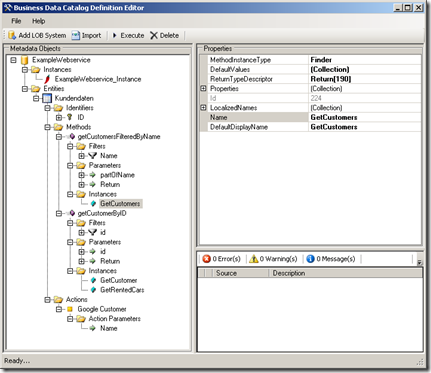 Business Data Catalog Definition Editor
File Help
Add LOB System Import Execute Delete
Metadata Objects
ExampleWebservice
Instances
ExampleWebservice_Instance
Entities
Kundendaten
Identifiers
ID
Methods
getCustomersFilteredByName
Filters
Name
Parameters
partOfName
Return
Instances
GetCustomers
getCustomerByID
Filters
id
Parameters
id
Return
Instances
GetCustomer
GetRentedCars
Actions
Google Customer
Action Parameters
Name
Properties
MethodInstanceType Finder
DefaultValues (Collection)
ReturnTypeDescriptor Return[190]
Properties (Collection)
Id 224
LocalizedNames (Collection)
Name GetCustomers
DefaultDisplayName GetCustomers
0 Error(s) 0 Warning(s) 0 Message(s)
Source Description
Ready...